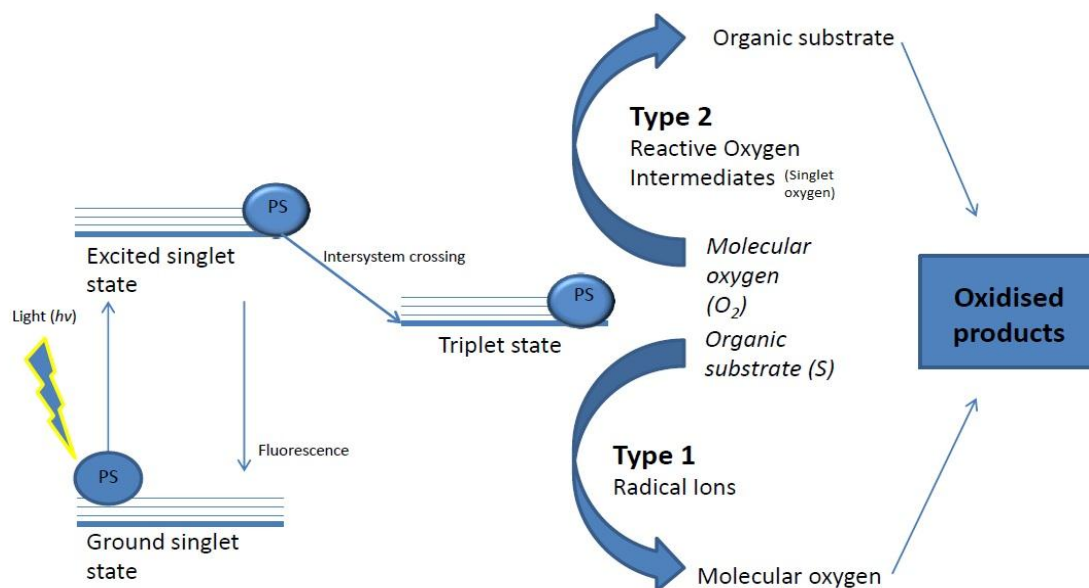 Organic substrate
Type 2
Reactive Oxygen
Intermediates (Singlet
oxygen)
PS
Excited singlet
state
Intersystem crossing
Molecular
oxygen
(O₂)
PS
Light (hv)
Triplet state
Organic
substrate (S)
Oxidised
products
Fluorescence
PS
Type 1
Radical Ions
Ground singlet
state
Molecular oxygen